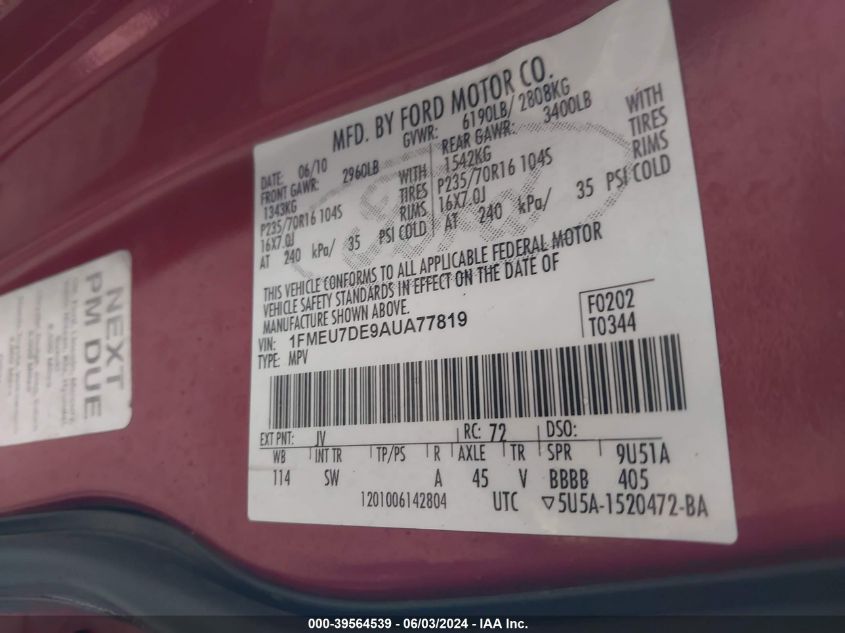 MFD. BY FORD MOTOR CO.
DATE: 06/10 GVWR: 6190LB/ 2808KG
FRONT GAWR: 2960LB REAR GAWR: 3400LB
1343KG WITH 1542KG WITH
P235/70R16 104S TIRES P235/70R16 104S TIRES
16X7.0J RIMS 16X7.0J RIMS
AT 240 kPa/ 35 PSI COLD AT 240 kPa/ 35 PSI COLD
THIS VEHICLE CONFORMS TO ALL APPLICABLE FEDERAL MOTOR
VEHICLE SAFETY STANDARDS IN EFFECT ON THE DATE OF
MANUFACTURE SHOWN ABOVE.
VIN: 1FMEU7DE9AUA77819
TYPE: MPV
F0202
T0344
EXT PNT: JV RC: 72 DSO:
WB INT TR TP/PS R AXLE TR SPR 9U51A
114 SW A 45 V BBBB 405
1201006142804 UTC ▽5U5A-1520472-BA
NEXT
PM DUE
000-39564539 - 06/03/2024 - IAA Inc.